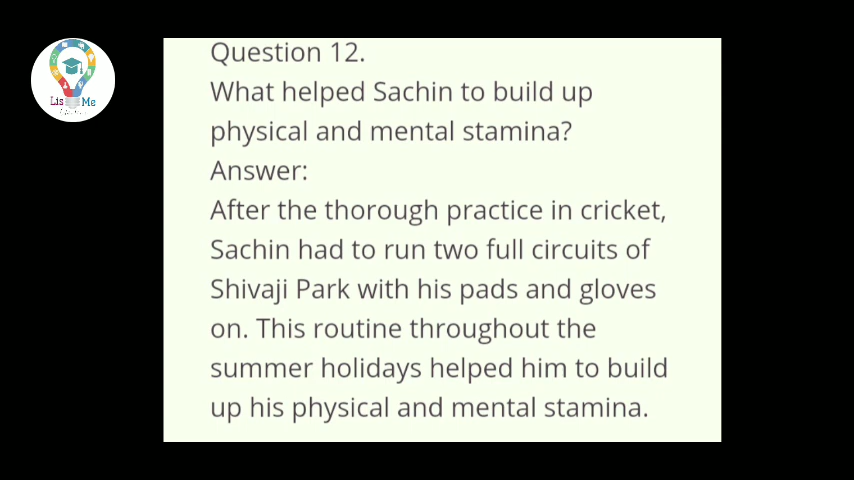 Lis Me
Question 12.
What helped Sachin to build up
physical and mental stamina?
Answer:
After the thorough practice in cricket,
Sachin had to run two full circuits of
Shivaji Park with his pads and gloves
on. This routine throughout the
summer holidays helped him to build
up his physical and mental stamina.